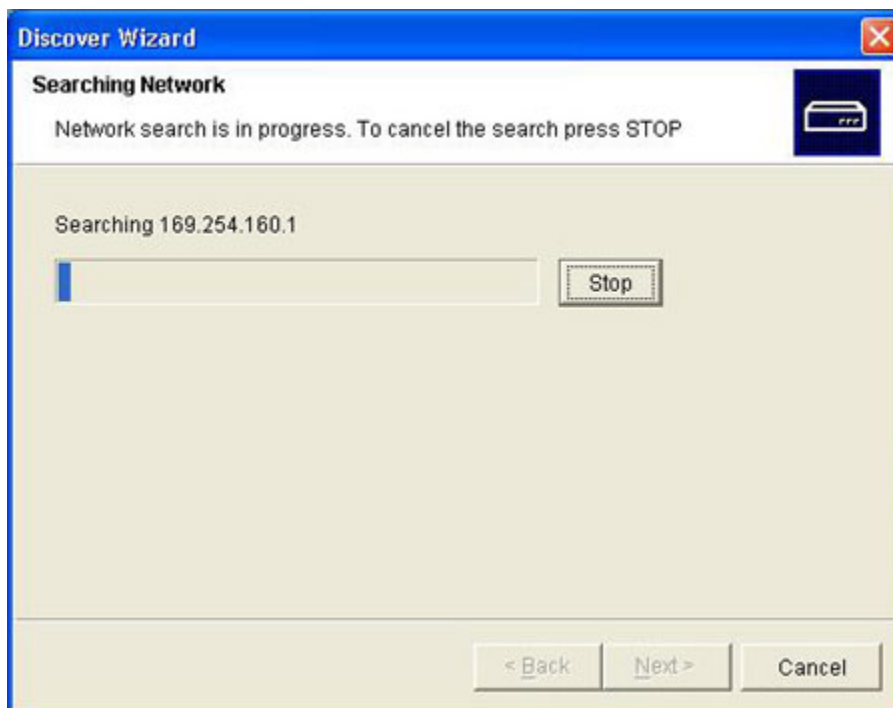 Discover Wizard
Searching Network
Network search is in progress. To cancel the search press STOP
Searching 169.254.160.1
Stop
< Back
Next >
Cancel